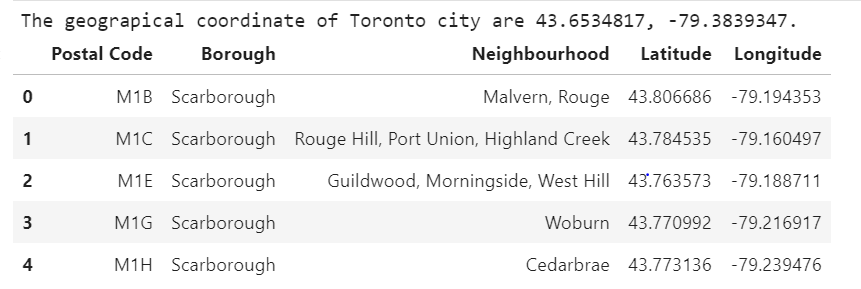 The geograpical coordinate of Toronto city are 43.6534817, -79.3839347.
Postal Code Borough Neighbourhood Latitude Longitude
0 M1B Scarborough Malvern, Rouge 43.806686 -79.194353
1 M1C Scarborough Rouge Hill, Port Union, Highland Creek 43.784535 -79.160497
2 M1E Scarborough Guildwood, Morningside, West Hill 43.763573 -79.188711
3 M1G Scarborough Woburn 43.770992 -79.216917
4 M1H Scarborough Cedarbrae 43.773136 -79.239476